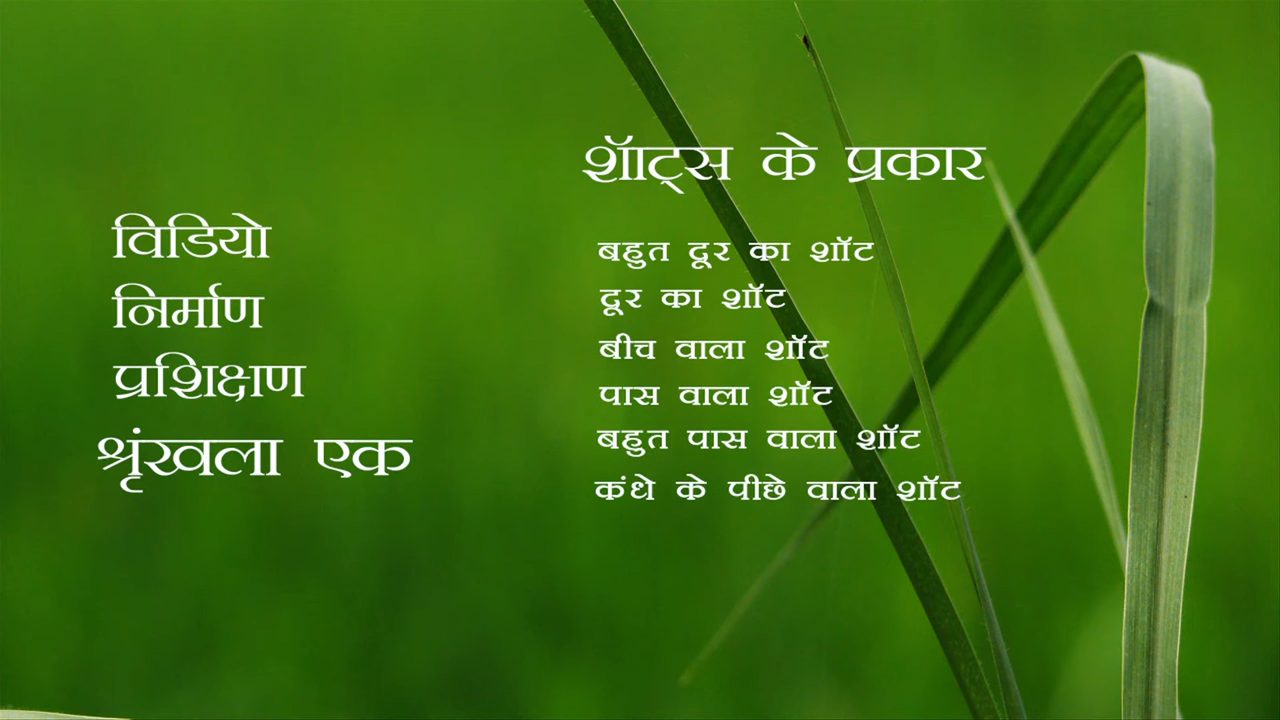 विडियो
निर्माण
प्रशिक्षण
श्रृंखला एक
शॉट्स के प्रकार
बहुत दूर का शॉट
दूर का शॉट
बीच वाला शॉट
पास वाला शॉट
बहुत पास वाला शॉट
कंधे के पीछे वाला शॉट